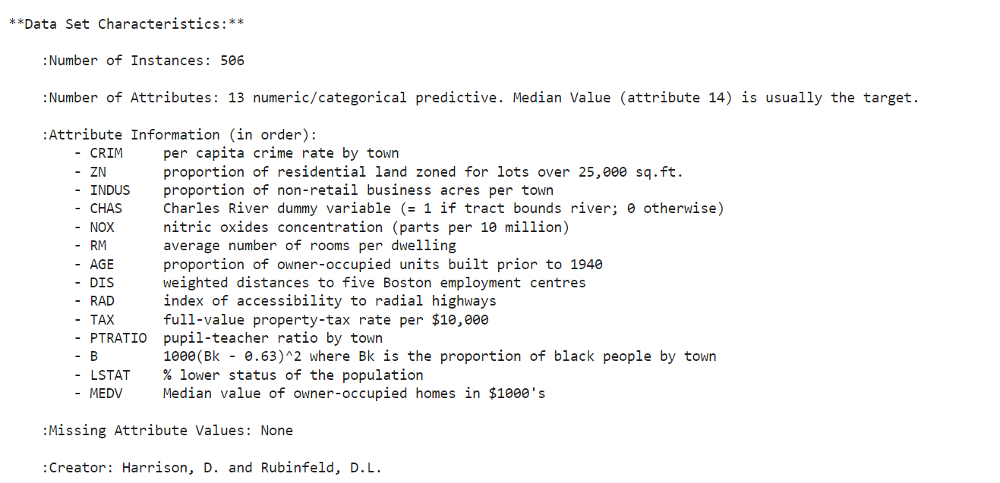 **Data Set Characteristics:**
:Number of Instances: 506
:Number of Attributes: 13 numeric/categorical predictive. Median Value (attribute 14) is usually the target.
:Attribute Information (in order):
- CRIM     per capita crime rate by town
- ZN       proportion of residential land zoned for lots over 25,000 sq.ft.
- INDUS    proportion of non-retail business acres per town
- CHAS     Charles River dummy variable (= 1 if tract bounds river; 0 otherwise)
- NOX      nitric oxides concentration (parts per 10 million)
- RM       average number of rooms per dwelling
- AGE      proportion of owner-occupied units built prior to 1940
- DIS      weighted distances to five Boston employment centres
- RAD      index of accessibility to radial highways
- TAX      full-value property-tax rate per $10,000
- PTRATIO  pupil-teacher ratio by town
- B        1000(Bk - 0.63)^2 where Bk is the proportion of black people by town
- LSTAT    % lower status of the population
- MEDV     Median value of owner-occupied homes in $1000's
:Missing Attribute Values: None
:Creator: Harrison, D. and Rubinfeld, D.L.